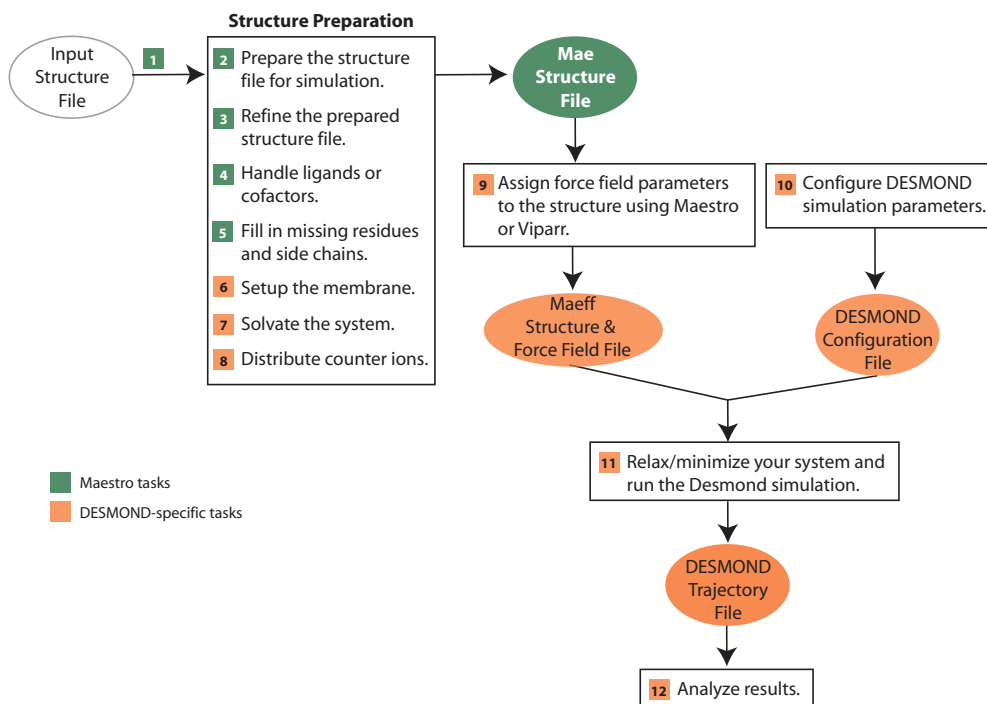 Structure Preparation
Input
Structure
File
1
2 Prepare the structure
file for simulation.
3 Refine the prepared
structure file.
4 Handle ligands or
cofactors.
5 Fill in missing residues
and side chains.
6 Setup the membrane.
7 Solvate the system.
8 Distribute counter ions.
Mae
Structure
File
9 Assign force field parameters
to the structure using Maestro
or Viparr.
10 Configure DESMOND
simulation parameters.
Maeff
Structure &
Force Field File
DESMOND
Configuration
File
11 Relax/minimize your system and
run the Desmond simulation.
Maestro tasks
DESMOND-specific tasks
DESMOND
Trajectory
File
12 Analyze results.